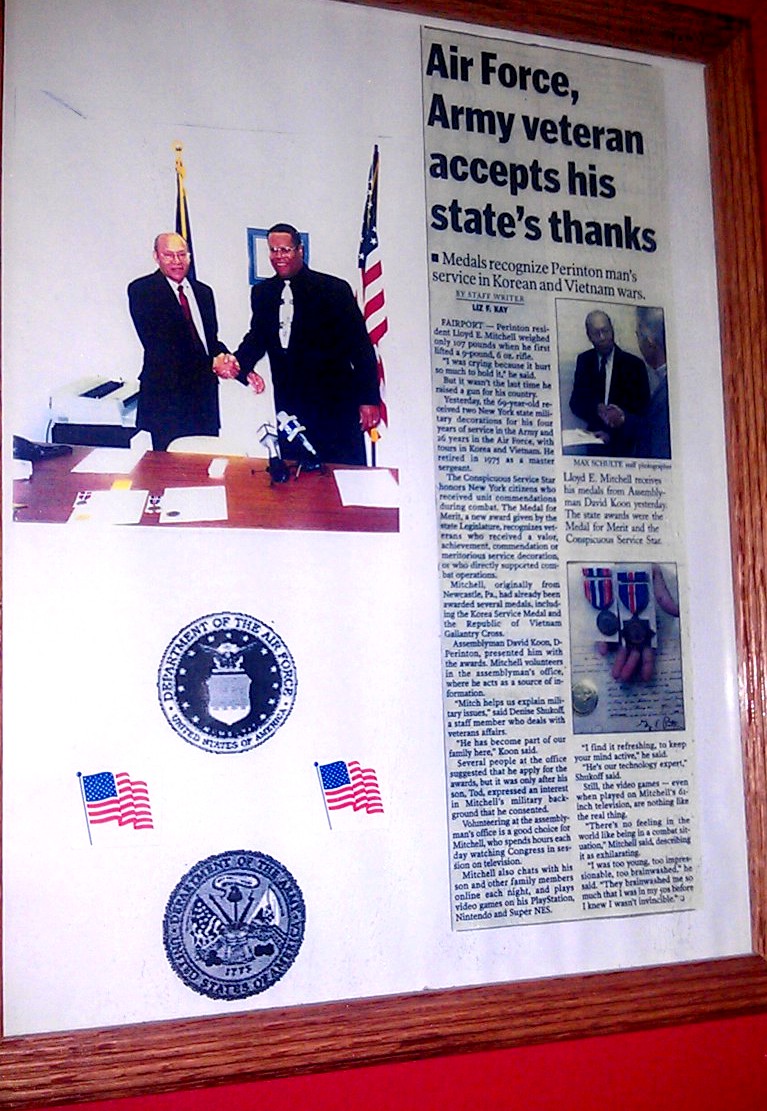 Air Force,
Army veteran
accepts his
state's thanks
▪ Medals recognize Perinton man's
service in Korean and Vietnam wars.
BY STAFF WRITER
LIZ F. KAY
FAIRPORT — Perinton resi-
dent Lloyd E. Mitchell weighed
only 107 pounds when he first
lifted a 9-pound, 6 oz. rifle.
"I was crying because it hurt
so much to hold it," he said.
But it wasn't the last time he
raised a gun for his country.
Yesterday, the 69-year-old re-
ceived two New York state mili-
tary decorations for his four
years of service in the Army and
26 years in the Air Force, with
tours in Korea and Vietnam. He
retired in 1975 as a master
sergeant.
The Conspicuous Service Star
honors New York citizens who
received unit commendations
during combat. The Medal for
Merit, a new award given by the
state Legislature, recognizes vet-
erans who received a valor,
achievement, commendation or
meritorious service decoration,
or who directly supported com-
bat operations.
Mitchell, originally from
Newcastle, Pa., had already been
awarded several medals, includ-
ing the Korea Service Medal and
the Republic of Vietnam
Gallantry Cross.
Assemblyman David Koon, D-
Perinton, presented him with
the awards. Mitchell volunteers
in the assemblyman's office,
where he acts as a source of in-
formation.
"Mitch helps us explain mili-
tary issues," said Denise Shukoff,
a staff member who deals with
veterans affairs.
"He has become part of our
family here," Koon said.
Several people at the office
suggested that he apply for the
awards, but it was only after his
son, Tod, expressed an interest
in Mitchell's military back-
ground that he consented.
Volunteering at the assembly-
man's office is a good choice for
Mitchell, who spends hours each
day watching Congress in ses-
sion on television.
Mitchell also chats with his
son and other family members
online each night, and plays
video games on his PlayStation,
Nintendo and Super NES.
MAX SCHULTE staff photographer
Lloyd E. Mitchell receives
his medals from Assembly-
man David Koon yesterday.
The state awards were the
Medal for Merit and the
Conspicuous Service Star.
"I find it refreshing, to keep
your mind active," he said.
"He's our technology expert,"
Shukoff said.
Still, the video games — even
when played on Mitchell's 61-
inch television, are nothing like
the real thing.
"There's no feeling in the
world like being in a combat sit-
uation," Mitchell said, describing
it as exhilarating.
"I was too young, too impres-
sionable, too brainwashed," he
said. "They brainwashed me so
much that I was in my 30s before
I knew I wasn't invincible."
DEPARTMENT OF THE AIR FORCE
UNITED STATES OF AMERICA
DEPARTMENT OF THE ARMY
1775
UNITED STATES OF AMERICA